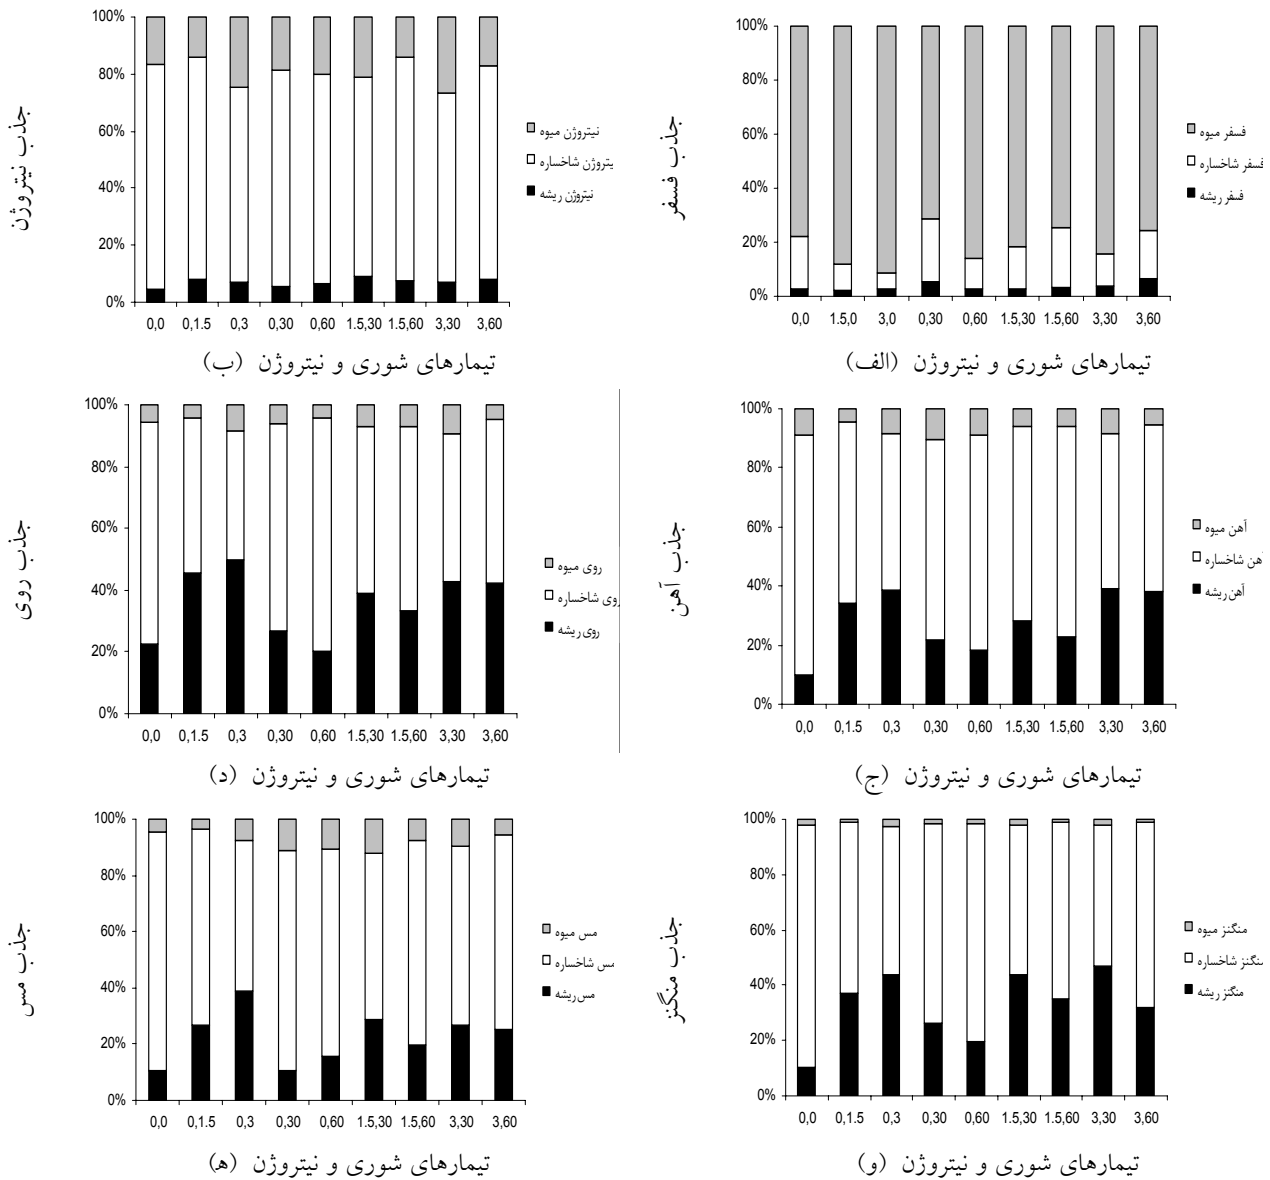 جذب فسفر
100%
80%
60%
40%
20%
0%
0,0 1.5,0 3,0 0,30 0,60 1.5,30 1.5,60 3,30 3,60
فسفر میوه
فسفر شاخساره
فسفر ریشه
تیمارهای شوری و نیتروژن (الف)
جذب نیتروژن
100%
80%
60%
40%
20%
0%
0,0 0,1.5 0,3 0,30 0,60 1.5,30 1.5,60 3,30 3,60
نیتروژن میوه
یتروژن شاخساره
نیتروژن ریشه
تیمارهای شوری و نیتروژن (ب)
جذب آهن
100%
80%
60%
40%
20%
0%
0,0 0,1.5 0,3 0,30 0,60 1.5,30 1.5,60 3,30 3,60
آهن میوه
آهن شاخساره
آهن ریشه
تیمارهای شوری و نیتروژن (ج)
جذب روی
100%
80%
60%
40%
20%
0%
0,0 0,1.5 0,3 0,30 0,60 1.5,30 1.5,60 3,30 3,60
روی میوه
روی شاخساره
روی ریشه
تیمارهای شوری و نیتروژن (د)
جذب منگنز
100%
80%
60%
40%
20%
0%
0,0 0,1.5 0,3 0,30 0,60 1.5,30 1.5,60 3,30 3,60
منگنز میوه
منگنز شاخساره
منگنز ریشه
تیمارهای شوری و نیتروژن (و)
جذب مس
100%
80%
60%
40%
20%
0%
0,0 0,1.5 0,3 0,30 0,60 1.5,30 1.5,60 3,30 3,60
مس میوه
مس شاخساره
مس ریشه
تیمارهای شوری و نیتروژن (ه)